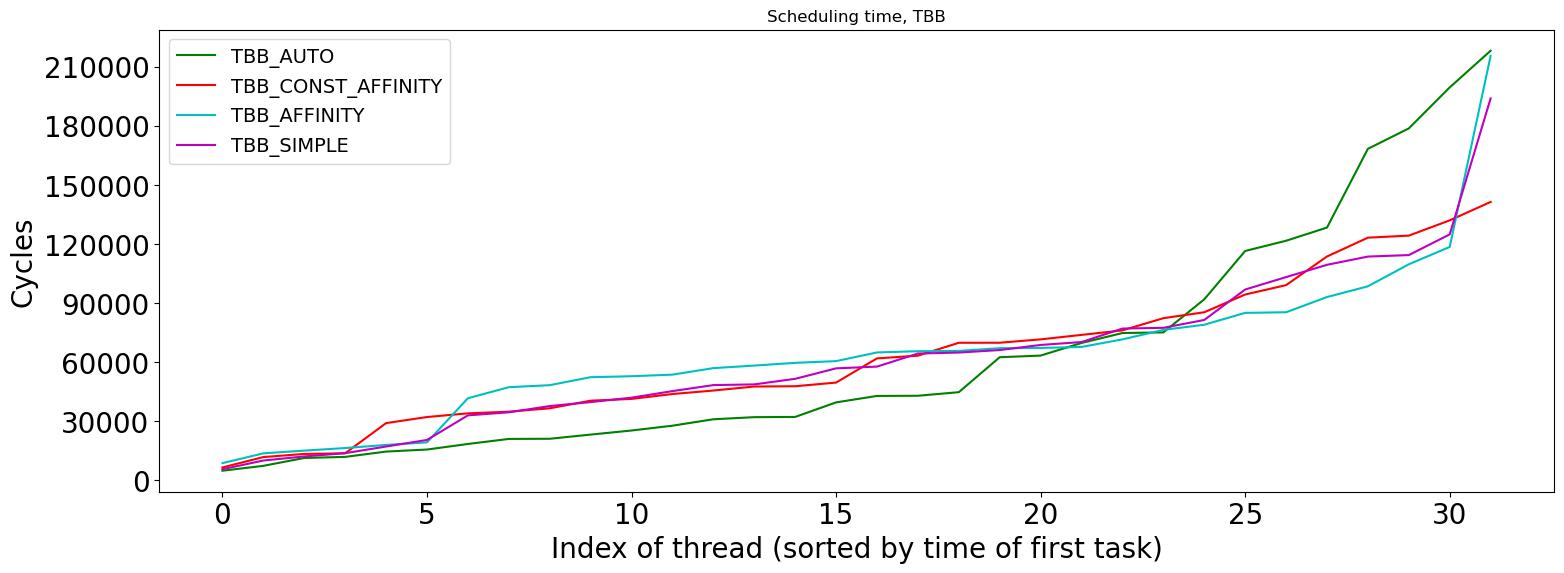 Scheduling time, TBB
TBB_AUTO
TBB_CONST_AFFINITY
TBB_AFFINITY
TBB_SIMPLE
210000
180000
150000
120000
90000
60000
30000
0
Cycles
0 5 10 15 20 25 30
Index of thread (sorted by time of first task)